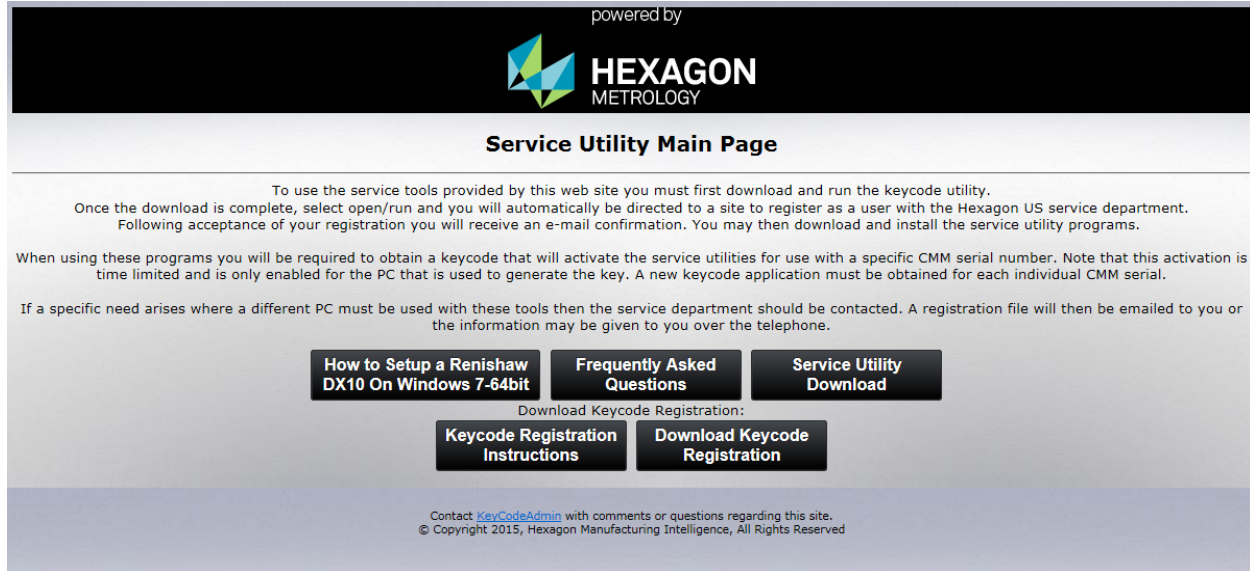 powered by
HEXAGON
METROLOGY
Service Utility Main Page
To use the service tools provided by this web site you must first download and run the keycode utility.
Once the download is complete, select open/run and you will automatically be directed to a site to register as a user with the Hexagon US service department.
Following acceptance of your registration you will receive an e-mail confirmation. You may then download and install the service utility programs.
When using these programs you will be required to obtain a keycode that will activate the service utilities for use with a specific CMM serial number. Note that this activation is
time limited and is only enabled for the PC that is used to generate the key. A new keycode application must be obtained for each individual CMM serial.
If a specific need arises where a different PC must be used with these tools then the service department should be contacted. A registration file will then be emailed to you or
the information may be given to you over the telephone.
How to Setup a Renishaw
DX10 On Windows 7-64bit
Frequently Asked
Questions
Service Utility
Download
Download Keycode Registration:
Keycode Registration
Instructions
Download Keycode
Registration
Contact KeyCodeAdmin with comments or questions regarding this site.
© Copyright 2015, Hexagon Manufacturing Intelligence, All Rights Reserved